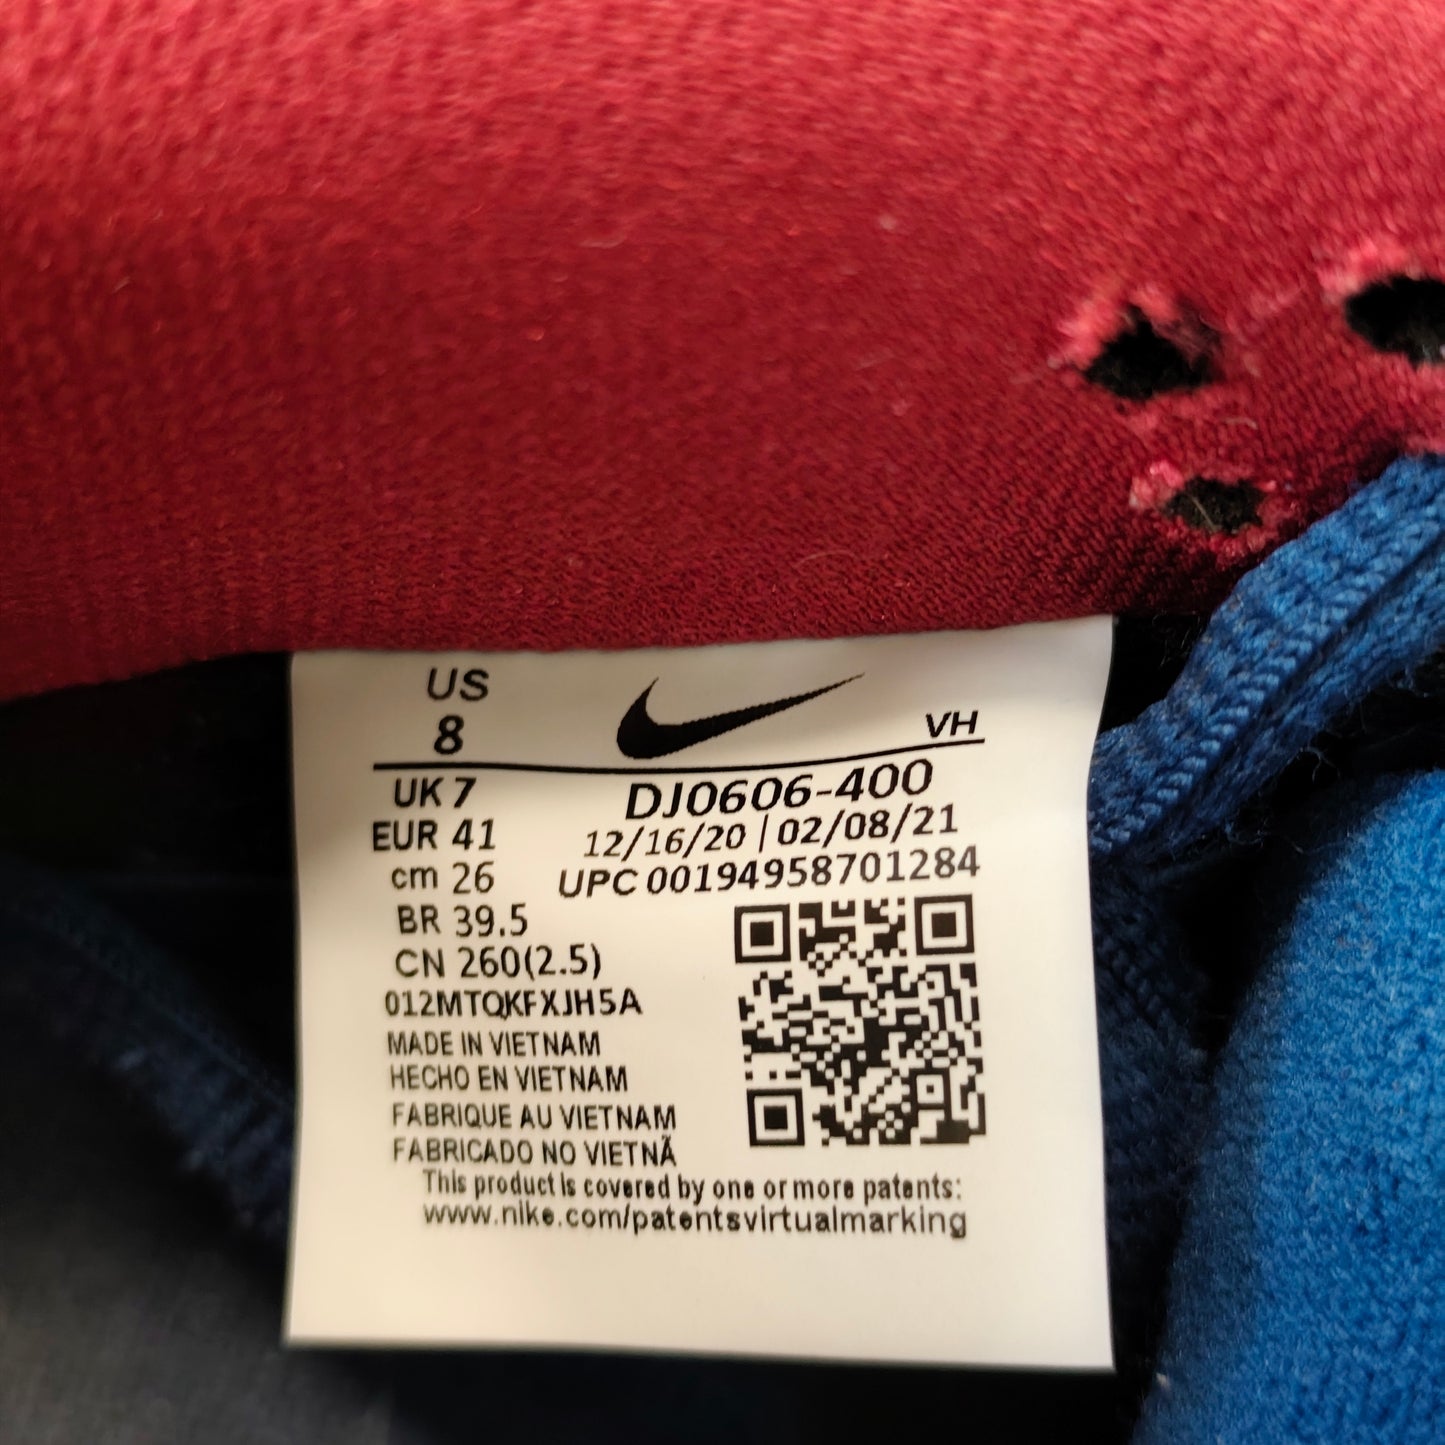 US
8
VH
UK 7
DJ0606-400
EUR 41
12/16/20 | 02/08/21
cm 26
UPC 00194958701284
BR 39.5
CN 260(2.5)
012MTQKFXJH5A
MADE IN VIETNAM
HECHO EN VIETNAM
FABRIQUE AU VIETNAM
FABRICADO NO VIETNÃ
This product is covered by one or more patents:
www.nike.com/patentsvirtualmarking